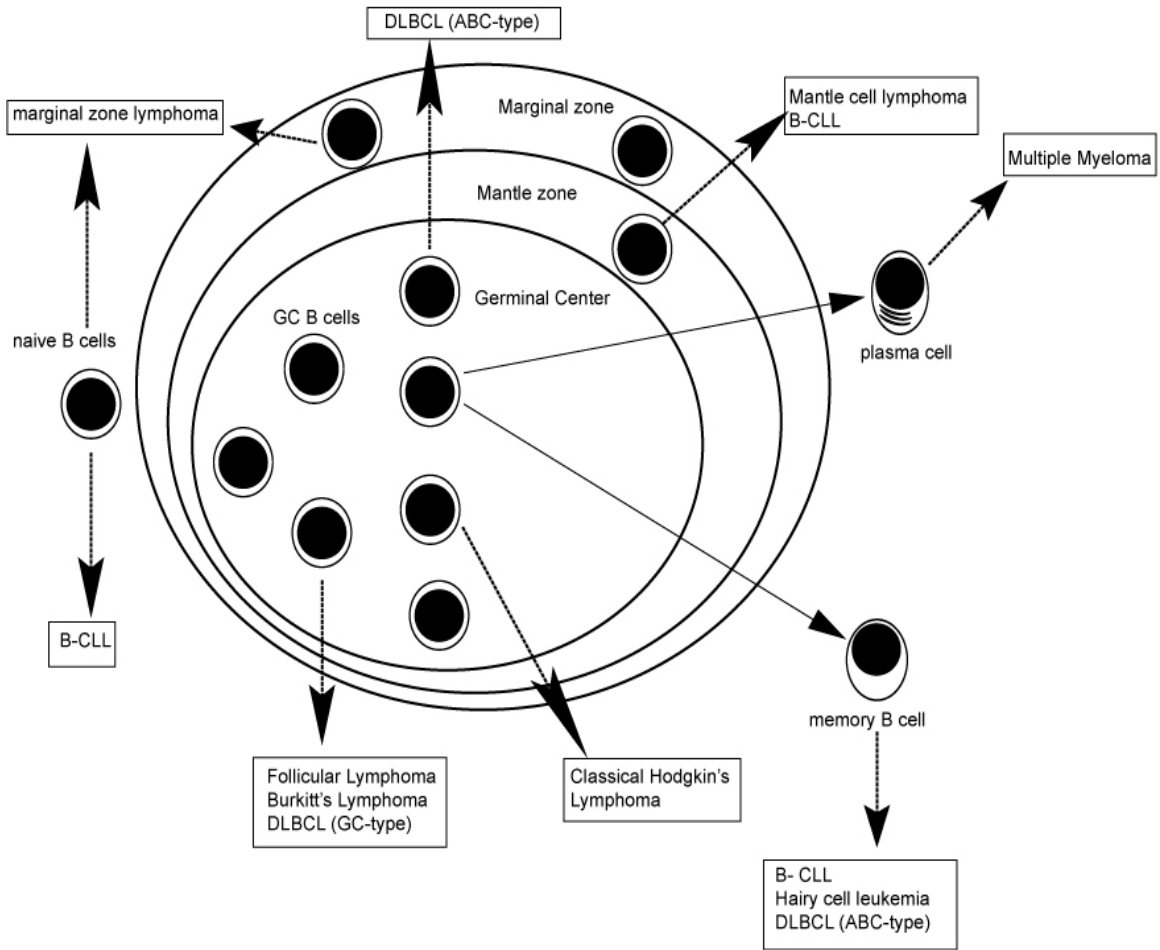 DLBCL (ABC-type)
Marginal zone
marginal zone lymphoma
Mantle cell lymphoma
B-CLL
Multiple Myeloma
Mantle zone
Germinal Center
GC B cells
naive B cells
plasma cell
B-CLL
memory B cell
Follicular Lymphoma
Burkitt's Lymphoma
DLBCL (GC-type)
Classical Hodgkin's
Lymphoma
B- CLL
Hairy cell leukemia
DLBCL (ABC-type)